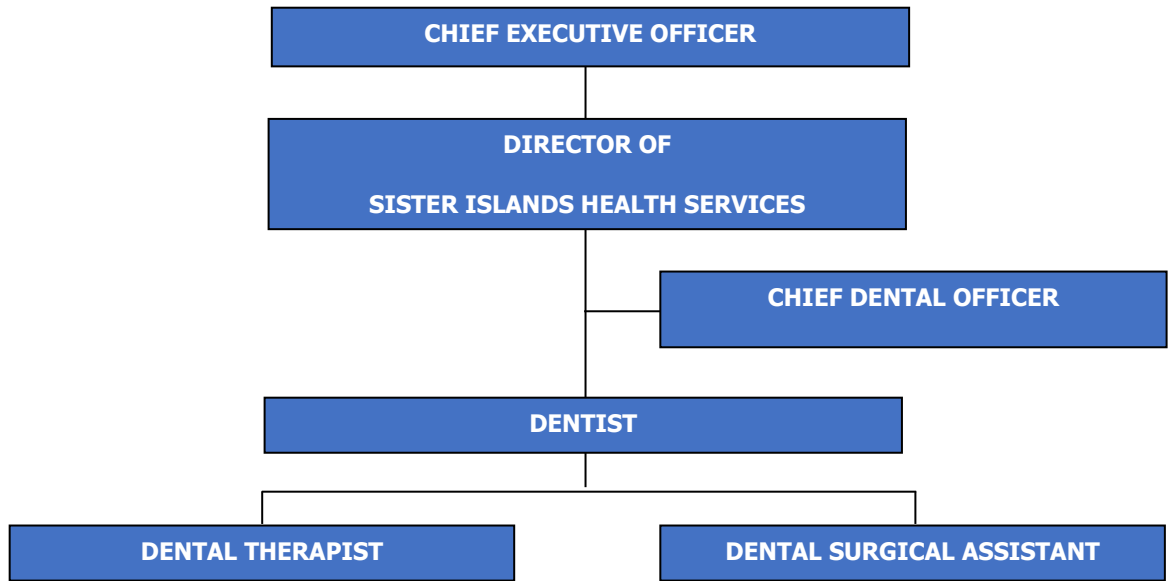 CHIEF EXECUTIVE OFFICER
DIRECTOR OF
SISTER ISLANDS HEALTH SERVICES
CHIEF DENTAL OFFICER
DENTIST
DENTAL THERAPIST
DENTAL SURGICAL ASSISTANT